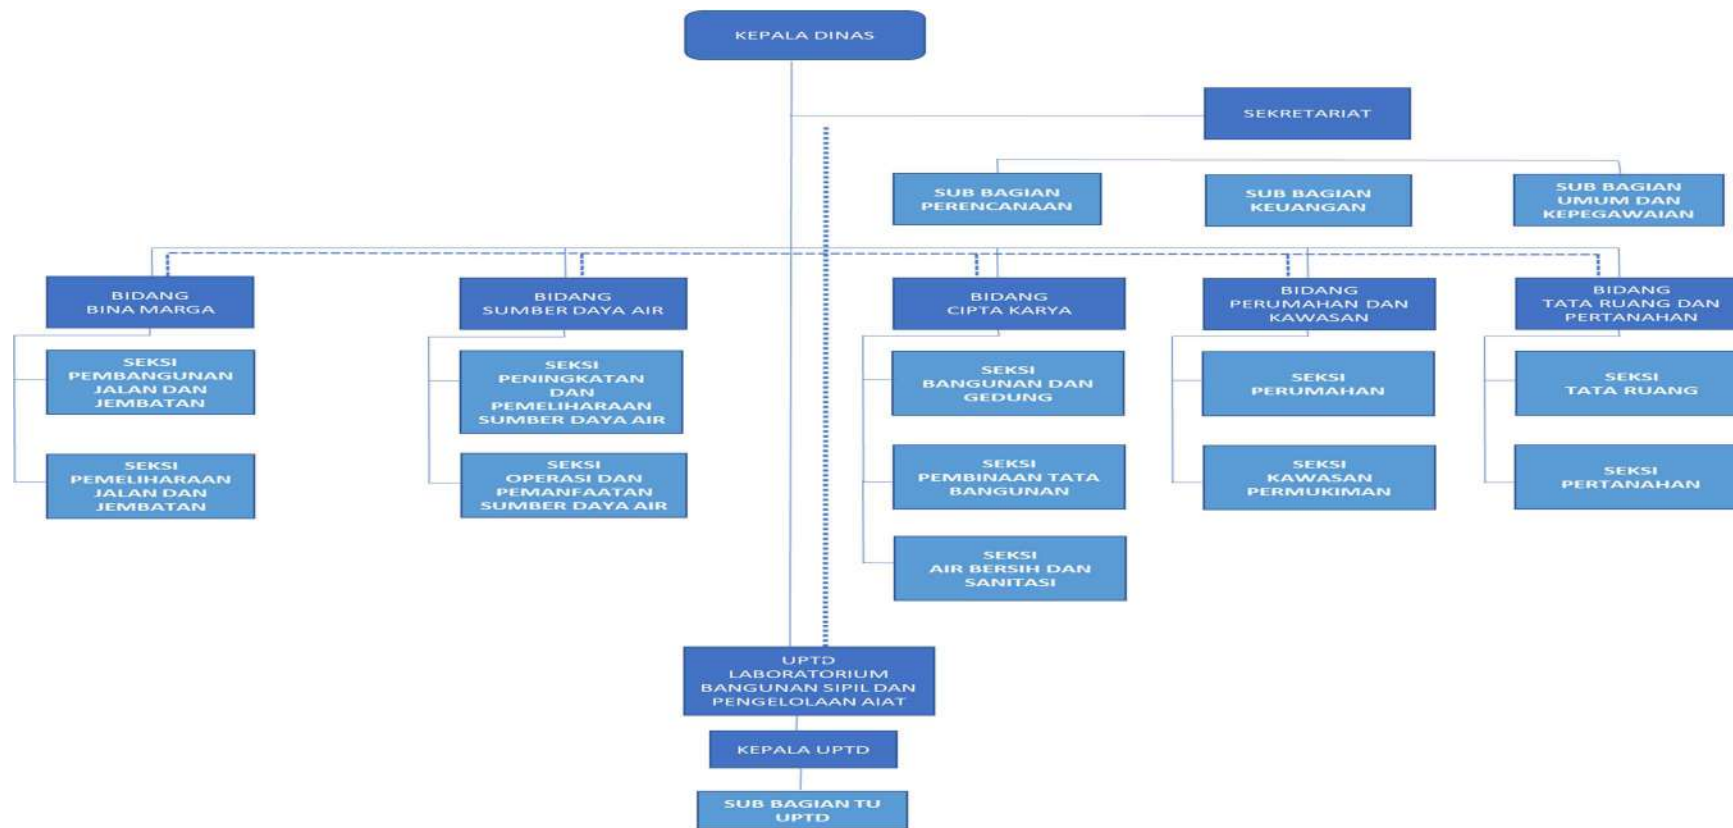 KEPALA DINAS
SEKRETARIAT
SUB BAGIAN
PERENCANAAN
SUB BAGIAN
KEUANGAN
SUB BAGIAN
UMUM DAN
KEPEGAWAIAN
BIDANG
BINA MARGA
BIDANG
SUMBER DAYA AIR
BIDANG
CIPTA KARYA
BIDANG
PERUMAHAN DAN
KAWASAN
BIDANG
TATA RUANG DAN
PERTANAHAN
SEKSI
PEMBANGUNAN
JALAN DAN
JEMBATAN
SEKSI
PENINGKATAN
DAN
PEMELIHARAAN
SUMBER DAYA AIR
SEKSI
BANGUNAN DAN
GEDUNG
SEKSI
PERUMAHAN
SEKSI
TATA RUANG
SEKSI
PEMELIHARAAN
JALAN DAN
JEMBATAN
SEKSI
OPERASI DAN
PEMANFAATAN
SUMBER DAYA AIR
SEKSI
PEMBINAAN TATA
BANGUNAN
SEKSI
KAWASAN
PERMUKIMAN
SEKSI
PERTANAHAN
SEKSI
AIR BERSIH DAN
SANITASI
UPTD
LABORATORIUM
BANGUNAN SIPIL DAN
PENGELOLAAN AIAT
KEPALA UPTD
SUB BAGIAN TU
UPTD